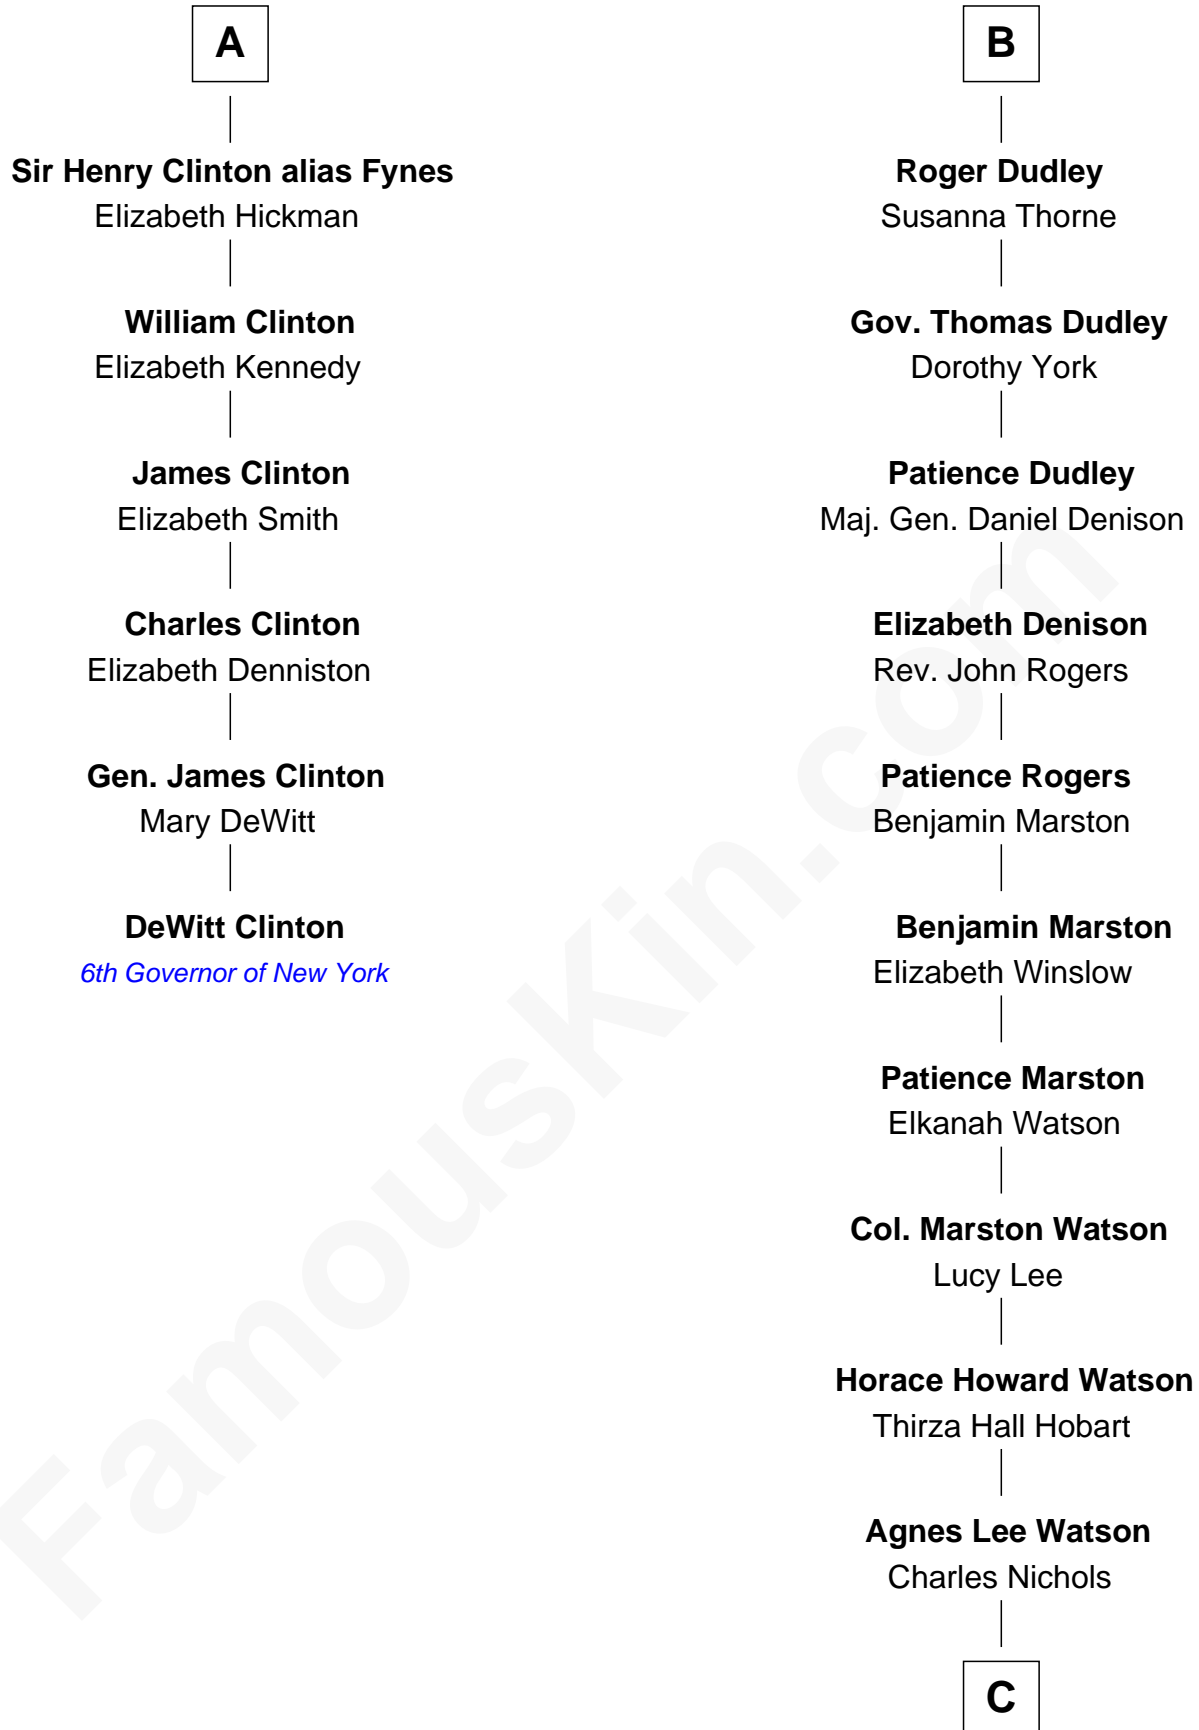 A
Sir Henry Clinton alias Fynes
Elizabeth Hickman
William Clinton
Elizabeth Kennedy
James Clinton
Elizabeth Smith
Charles Clinton
Elizabeth Denniston
Gen. James Clinton
Mary DeWitt
DeWitt Clinton
6th Governor of New York
B
Roger Dudley
Susanna Thorne
Gov. Thomas Dudley
Dorothy York
Patience Dudley
Maj. Gen. Daniel Denison
Elizabeth Denison
Rev. John Rogers
Patience Rogers
Benjamin Marston
Benjamin Marston
Elizabeth Winslow
Patience Marston
Elkanah Watson
Col. Marston Watson
Lucy Lee
Horace Howard Watson
Thirza Hall Hobart
Agnes Lee Watson
Charles Nichols
C
FamousKin.com